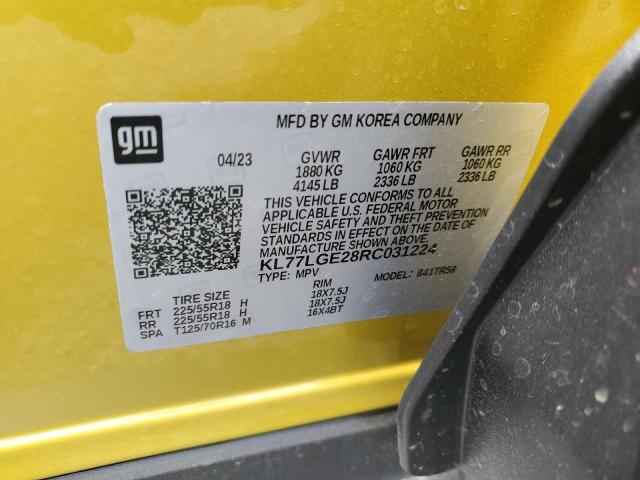 gm
MFD BY GM KOREA COMPANY
04/23 GVWR GAWR FRT GAWR RR
1880 KG 1060 KG 1060 KG
4145 LB 2336 LB 2336 LB
THIS VEHICLE CONFORMS TO ALL
APPLICABLE U.S. FEDERAL MOTOR
VEHICLE SAFETY AND THEFT PREVENTION
STANDARDS IN EFFECT ON THE DATE OF
MANUFACTURE SHOWN ABOVE.
KL77LGE28RC031224
TYPE: MPV MODEL: 841TR58
TIRE SIZE RIM
FRT 225/55R18 H 18X7.5J
RR 225/55R18 H 18X7.5J
SPA T125/70R16 M 16X4BT